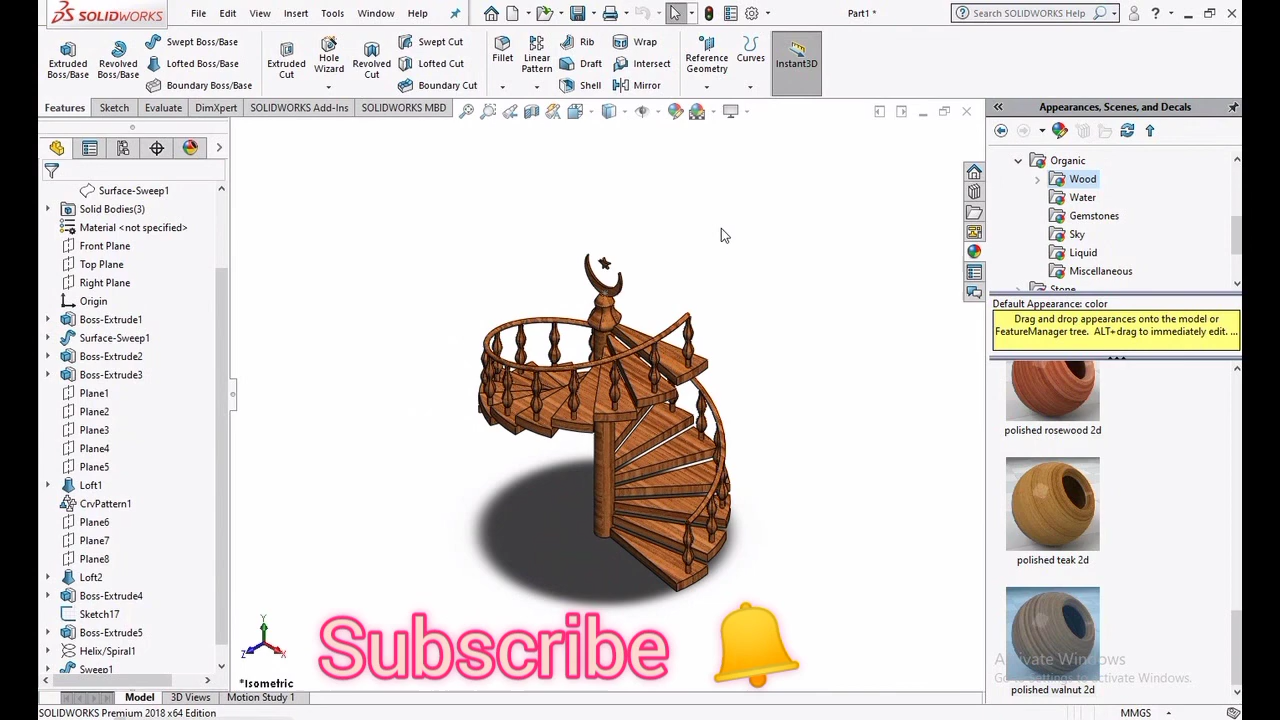 SOLIDWORKS File Edit View Insert Tools Window Help Part1 * Search SOLIDWORKS Help ?
Extruded Boss/Base
Revolved Boss/Base
Swept Boss/Base
Lofted Boss/Base
Boundary Boss/Base
Extruded Cut
Hole Wizard
Revolved Cut
Swept Cut
Lofted Cut
Boundary Cut
Fillet
Linear Pattern
Rib
Draft
Shell
Wrap
Intersect
Mirror
Reference Geometry
Curves
Instant3D
Features Sketch Evaluate DimXpert SOLIDWORKS Add-Ins SOLIDWORKS MBD
Surface-Sweep1
Solid Bodies(3)
Material <not specified>
Front Plane
Top Plane
Right Plane
Origin
Boss-Extrude1
Surface-Sweep1
Boss-Extrude2
Boss-Extrude3
Plane1
Plane2
Plane3
Plane4
Plane5
Loft1
CrvPattern1
Plane6
Plane7
Plane8
Loft2
Boss-Extrude4
Sketch17
Boss-Extrude5
Helix/Spiral1
Sweep1
Y
Z X
*Isometric
Subscribe
Appearances, Scenes, and Decals
Organic
Wood
Water
Gemstones
Sky
Liquid
Miscellaneous
Stone
Default Appearance: color
Drag and drop appearances onto the model or
FeatureManager tree. ALT+drag to immediately edit. ...
polished rosewood 2d
polished teak 2d
Activate Windows
Go to Settings to activate Windows.
polished walnut 2d
Model 3D Views Motion Study 1
SOLIDWORKS Premium 2018 x64 Edition MMGS